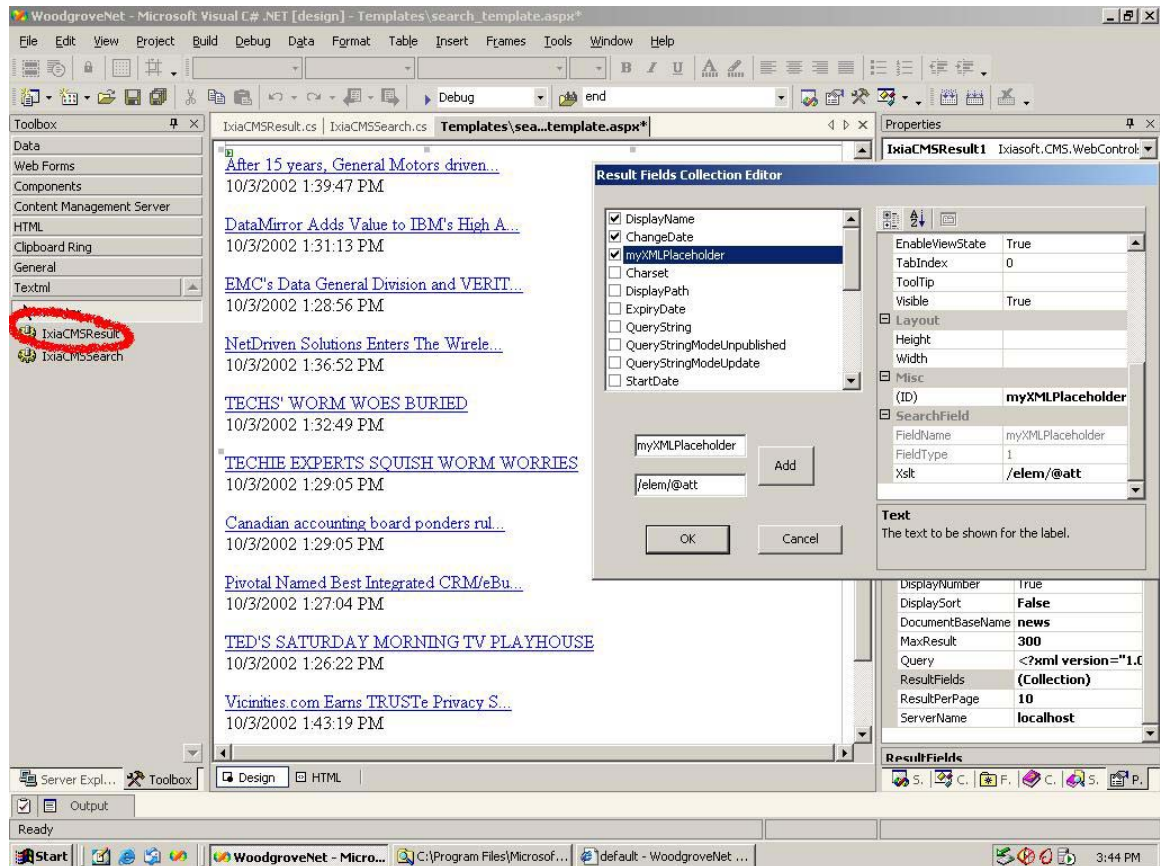 WoodgroveNet - Microsoft Visual C# .NET [design] - Templates\search_template.aspx*
File Edit View Project Build Debug Data Format Table Insert Frames Tools Window Help
B I U A
Debug end
Toolbox
Data
Web Forms
Components
Content Management Server
HTML
Clipboard Ring
General
Textml
IxiaCMSResult
IxiaCMSSearch
Server Expl... Toolbox
IxiaCMSResult.cs IxiaCMSSearch.cs Templates\sea...template.aspx*
After 15 years, General Motors driven...
10/3/2002 1:39:47 PM
DataMirror Adds Value to IBM's High A...
10/3/2002 1:31:13 PM
EMC's Data General Division and VERIT...
10/3/2002 1:28:56 PM
NetDriven Solutions Enters The Wirele...
10/3/2002 1:36:52 PM
TECHS' WORM WOES BURIED
10/3/2002 1:32:49 PM
TECHIE EXPERTS SQUISH WORM WORRIES
10/3/2002 1:29:05 PM
Canadian accounting board ponders rul...
10/3/2002 1:29:05 PM
Pivotal Named Best Integrated CRM/eBu...
10/3/2002 1:27:04 PM
TED'S SATURDAY MORNING TV PLAYHOUSE
10/3/2002 1:26:22 PM
Vicinities.com Earns TRUSTe Privacy S...
10/3/2002 1:43:19 PM
Design HTML
Result Fields Collection Editor
DisplayName
ChangeDate
myXMLPlaceholder
Charset
DisplayPath
ExpiryDate
QueryString
QueryStringModeUnpublished
QueryStringModeUpdate
StartDate
myXMLPlaceholder
/elem/@att
Add
OK Cancel
EnableViewState True
TabIndex 0
ToolTip
Visible True
Layout
Height
Width
Misc
(ID) myXMLPlaceholder
SearchField
FieldName myXMLPlaceholder
FieldType 1
Xslt /elem/@att
Text
The text to be shown for the label.
Properties
IxiaCMSResult1 Ixiasoft.CMS.WebControl
DisplayNumber True
DisplaySort False
DocumentBaseName news
MaxResult 300
Query <?xml version="1.0
ResultFields (Collection)
ResultPerPage 10
ServerName localhost
ResultFields
S. C. F. C. S. P.
Output
Ready
Start WoodgroveNet - Micro... C:\Program Files\Microsof... default - WoodgroveNet ... 3:44 PM